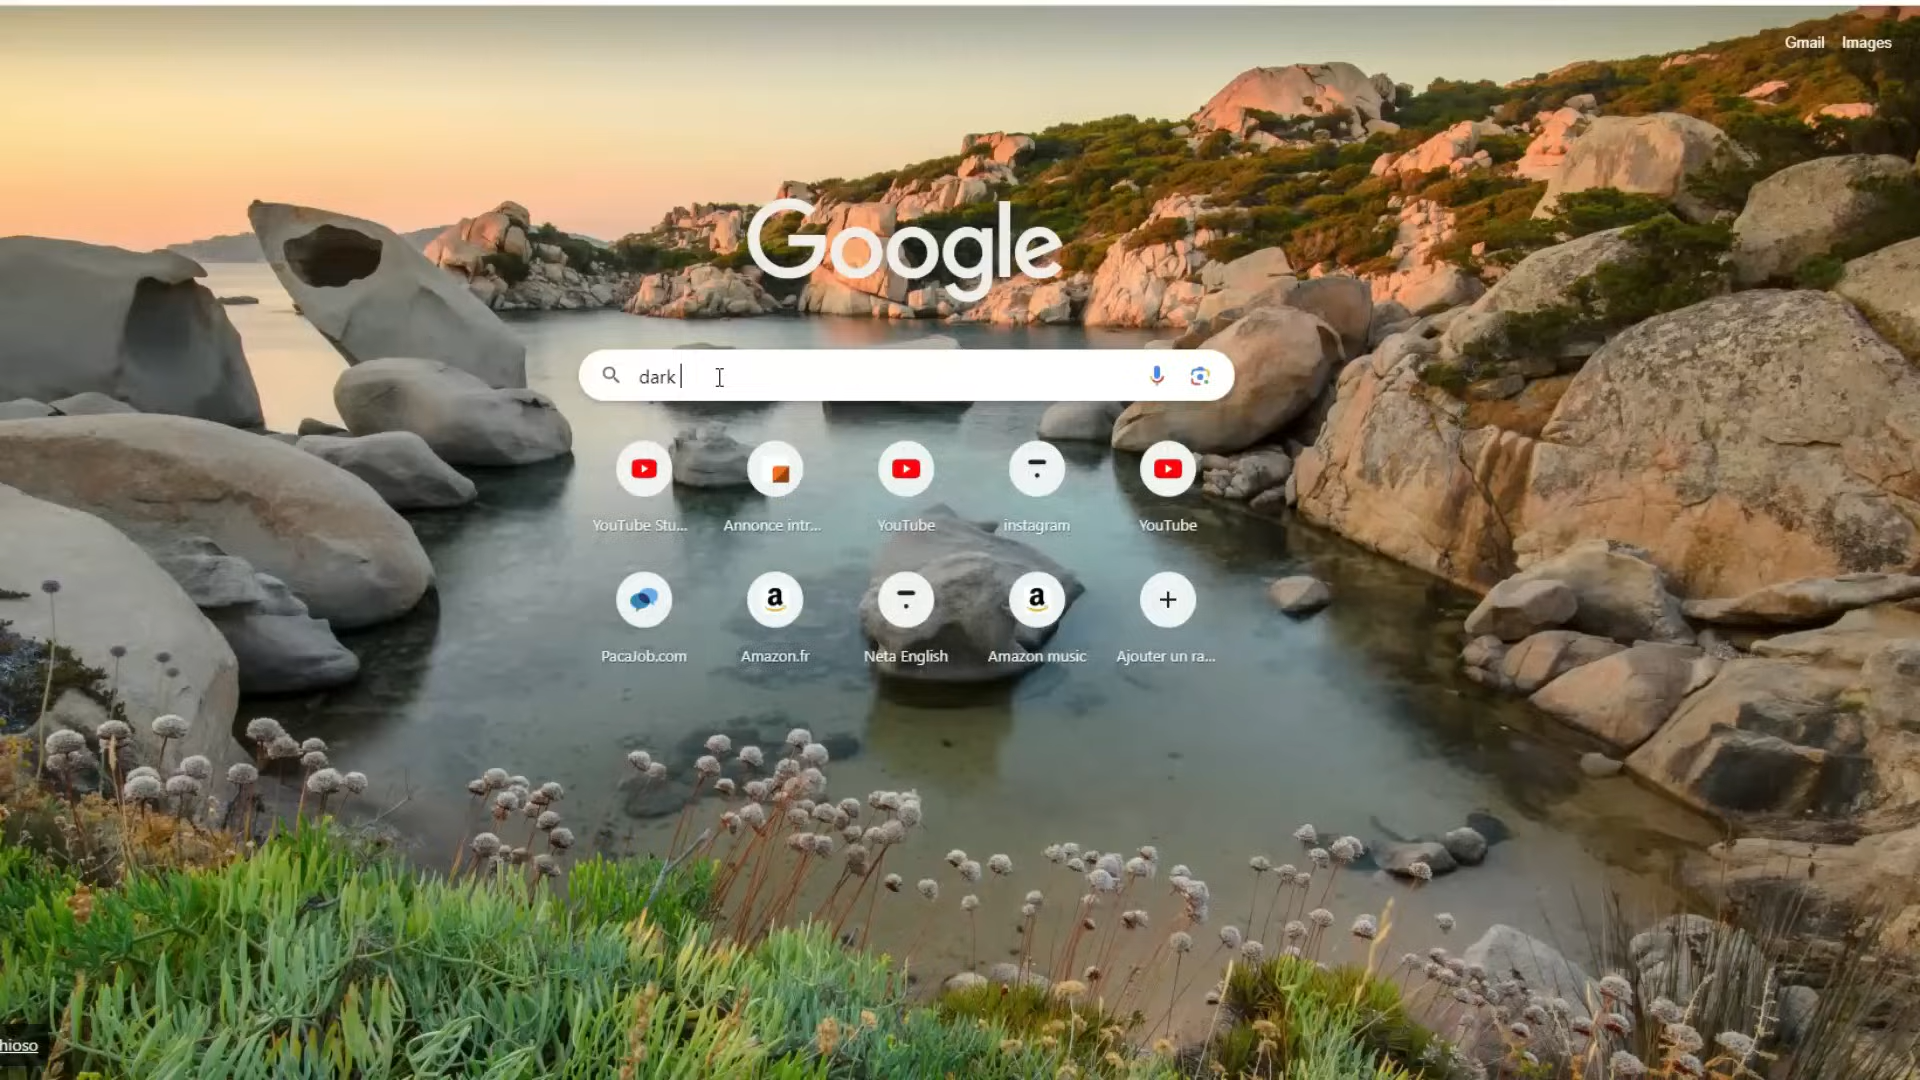 Gmail Images
Google
dark
YouTube Stu... Annonce intr... YouTube instagram YouTube
a a
PacaJob.com Amazon.fr Neta English Amazon music Ajouter un ra...
hioso